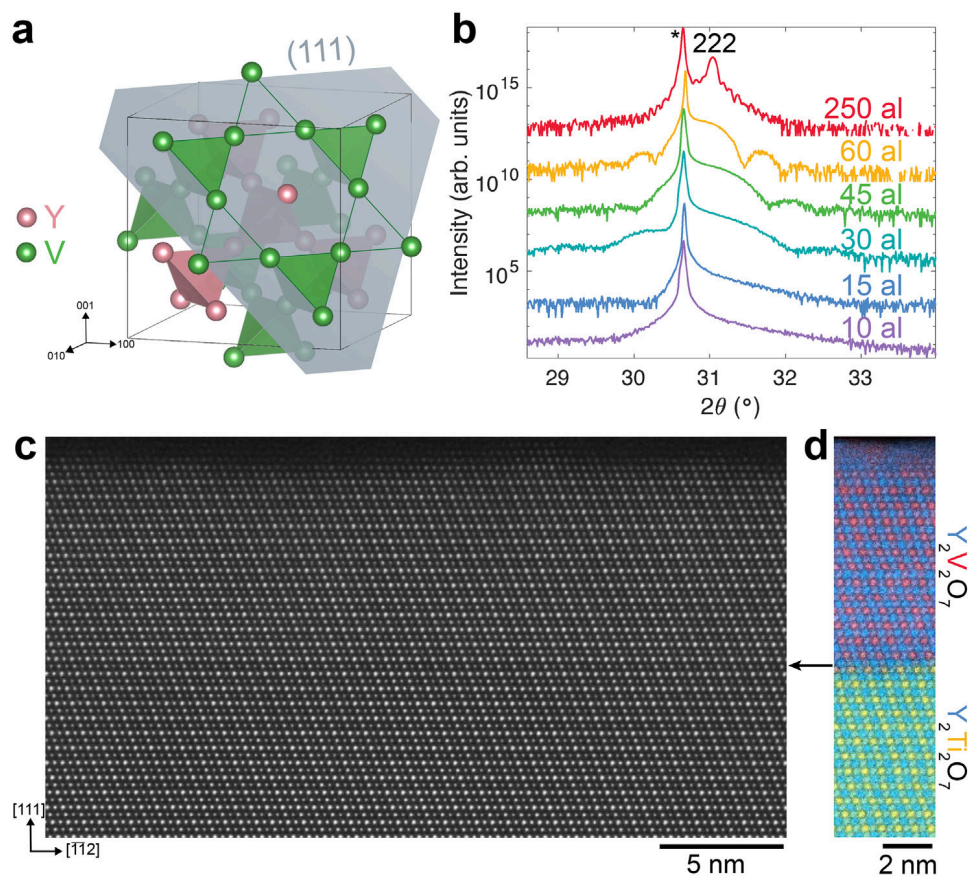 a
(111)
Y
V
001
010
100
b
* 222
250 al
60 al
45 al
30 al
15 al
10 al
10¹⁵
10¹⁰
10⁵
Intensity (arb. units)
29 30 31 32 33
2θ (°)
c
[111]
[1̄1̄2]
5 nm
d
Y₂V₂O₇
Y₂Ti₂O₇
2 nm